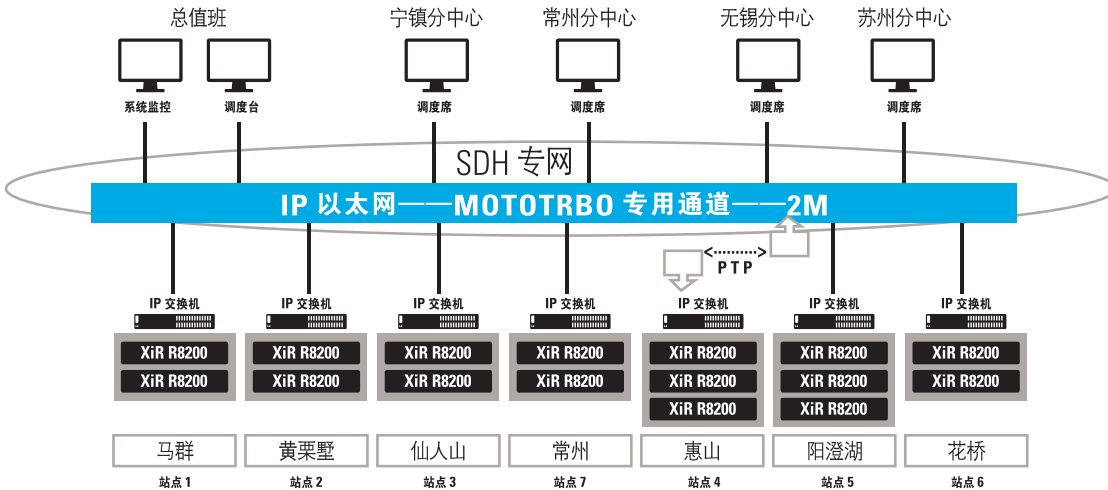 总值班 宁镇分中心 常州分中心 无锡分中心 苏州分中心
系统监控 调度台 调度席 调度席 调度席 调度席
SDH 专网
IP 以太网——MOTOTRBO 专用通道——2M
PTP
IP 交换机 IP 交换机 IP 交换机 IP 交换机 IP 交换机 IP 交换机 IP 交换机
XiR R8200 XiR R8200 XiR R8200 XiR R8200 XiR R8200 XiR R8200 XiR R8200
XiR R8200 XiR R8200 XiR R8200 XiR R8200 XiR R8200 XiR R8200 XiR R8200
XiR R8200 XiR R8200
马群 黄栗墅 仙人山 常州 惠山 阳澄湖 花桥
站点 1 站点 2 站点 3 站点 7 站点 4 站点 5 站点 6